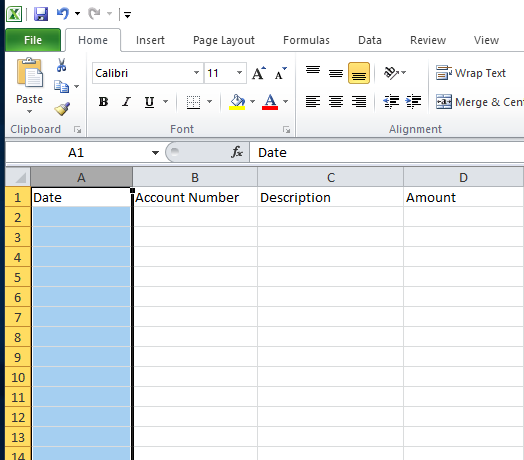 File Home Insert Page Layout Formulas Data Review View
Calibri 11 A A Wrap Text
Paste B I U A Merge & Cen
Clipboard Font Alignment
A1 fx Date
A B C D
1 Date Account Number Description Amount
2
3
4
5
6
7
8
9
10
11
12
13
14